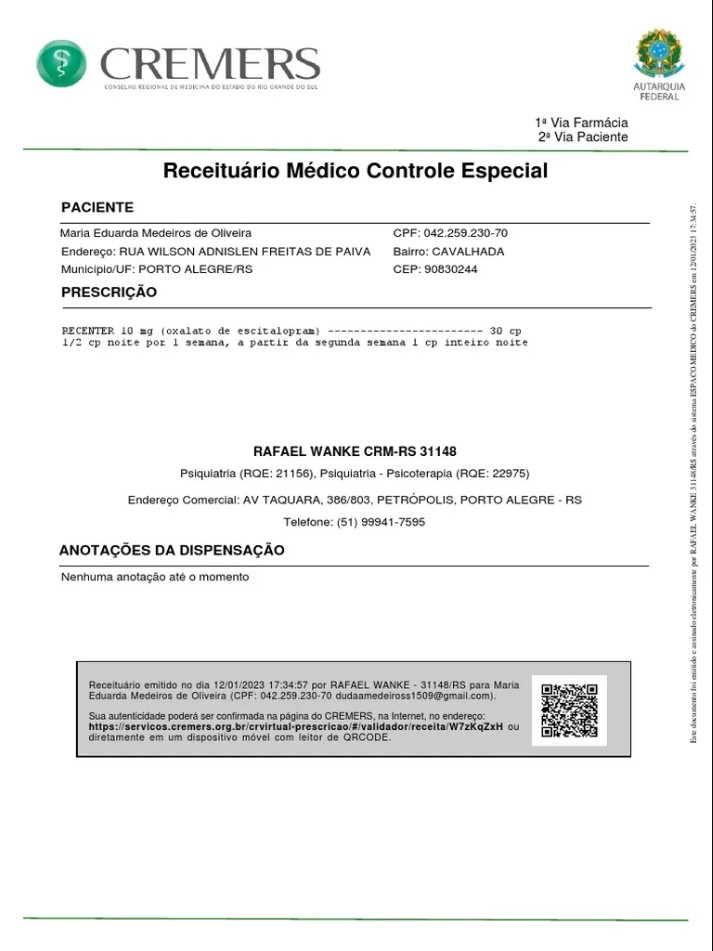 CREMERS
CONSELHO REGIONAL DE MEDICINA DO ESTADO DO RIO GRANDE DO SUL
AUTARQUIA
FEDERAL
1ª Via Farmácia
2ª Via Paciente
Receituário Médico Controle Especial
PACIENTE
Maria Eduarda Medeiros de Oliveira CPF: 042.259.230-70
Endereço: RUA WILSON ADNISLEN FREITAS DE PAIVA Bairro: CAVALHADA
Município/UF: PORTO ALEGRE/RS CEP: 90830244
PRESCRIÇÃO
RECENTER 10 mg (oxalato de escitalopram) ------------------------ 30 cp
1/2 cp noite por 1 semana, a partir da segunda semana 1 cp inteiro noite
RAFAEL WANKE CRM-RS 31148
Psiquiatria (RQE: 21156), Psiquiatria - Psicoterapia (RQE: 22975)
Endereço Comercial: AV TAQUARA, 386/803, PETRÓPOLIS, PORTO ALEGRE - RS
Telefone: (51) 99941-7595
ANOTAÇÕES DA DISPENSAÇÃO
Nenhuma anotação até o momento
Receituário emitido no dia 12/01/2023 17:34:57 por RAFAEL WANKE - 31148/RS para Maria
Eduarda Medeiros de Oliveira (CPF: 042.259.230-70 dudaamedeiross1509@gmail.com).
Sua autenticidade poderá ser confirmada na página do CREMERS, na Internet, no endereço:
https://servicos.cremers.org.br/crvirtual-prescricao/#/validador/receita/W7zKqZxH ou
diretamente em um dispositivo móvel com leitor de QRCODE.
Este documento foi emitido e assinado eletronicamente por RAFAEL WANKE 31148/RS através do sistema ESPACO MEDICO do CREMERS em 12/01/2023 17:34:57.